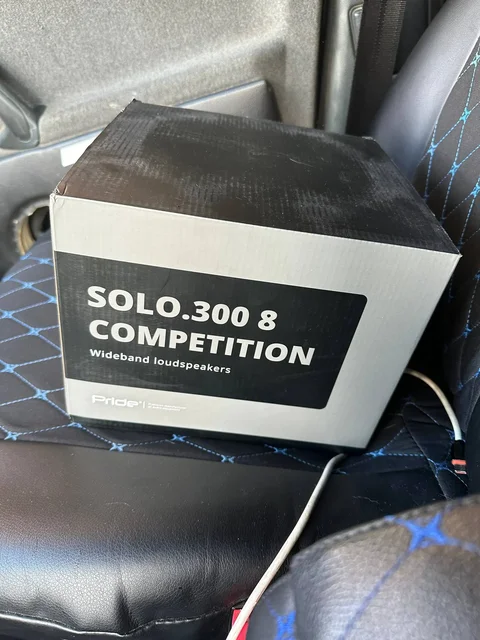 SOLO.300 8
COMPETITION
Wideband loudspeakers
Pride